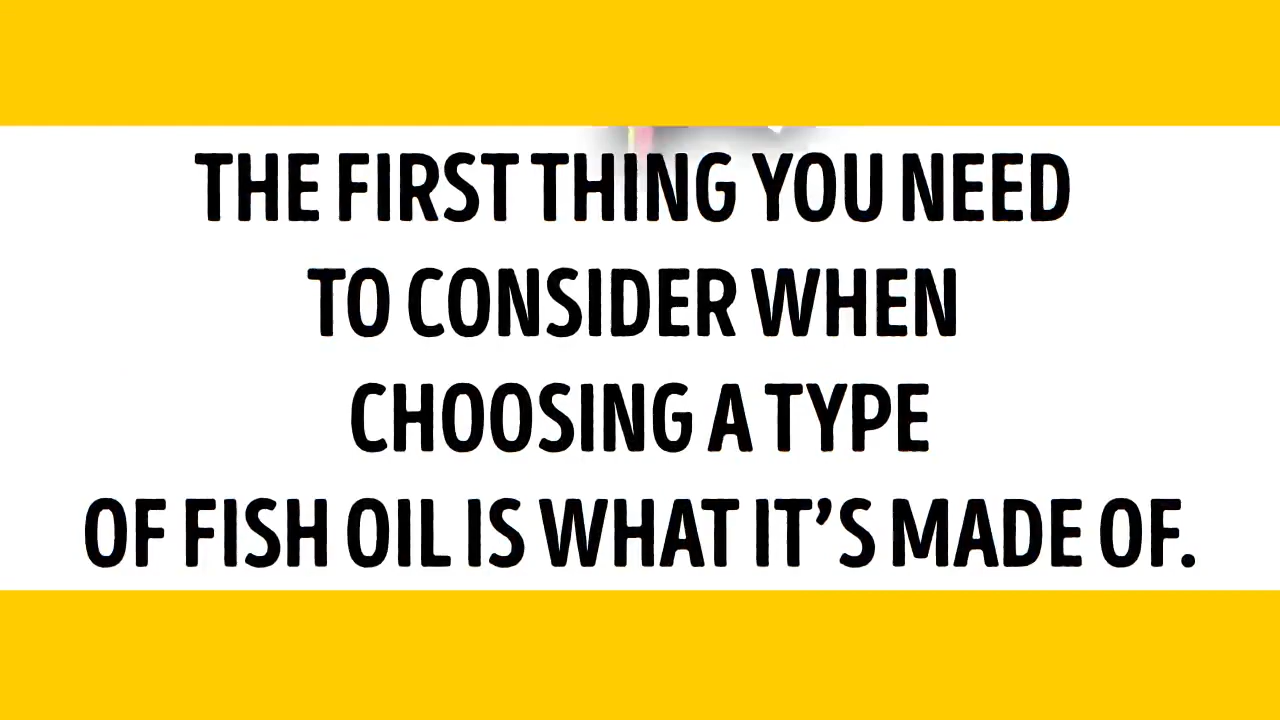 THE FIRST THING YOU NEED
TO CONSIDER WHEN
CHOOSING A TYPE
OF FISH OIL IS WHAT IT’S MADE OF.